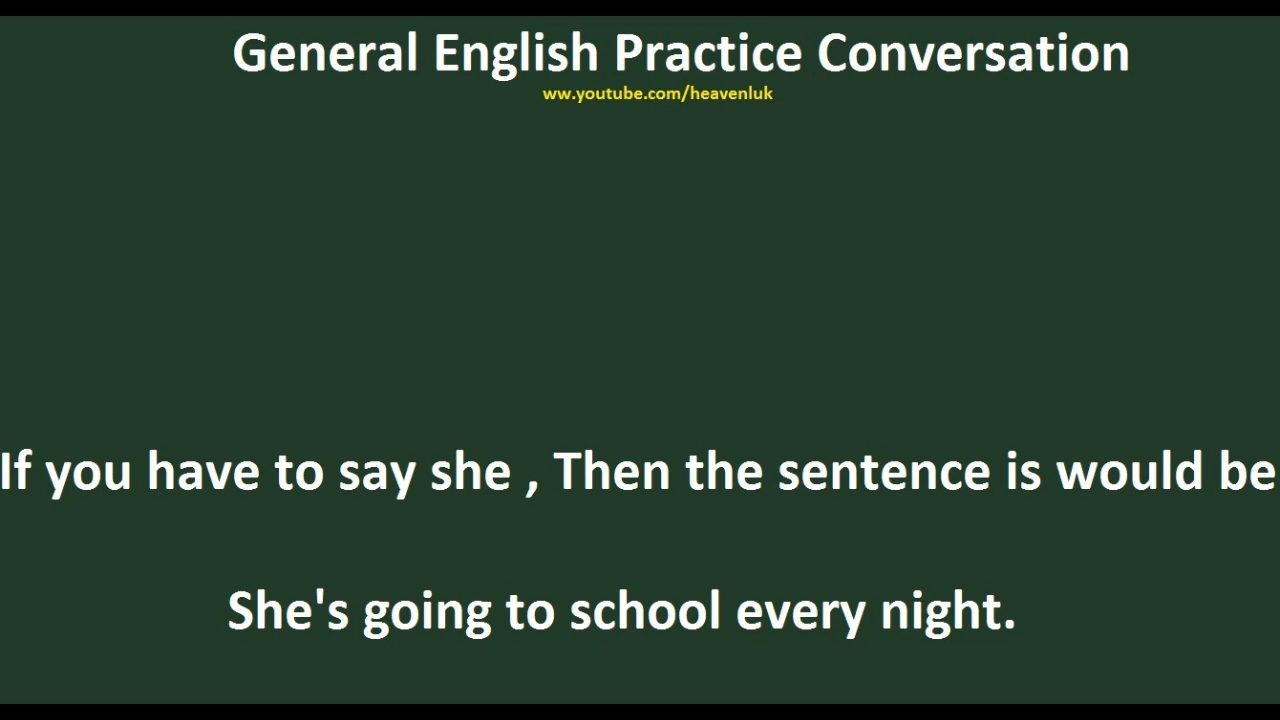 General English Practice Conversation
ww.youtube.com/heavenluk
If you have to say she , Then the sentence is would be
She's going to school every night.